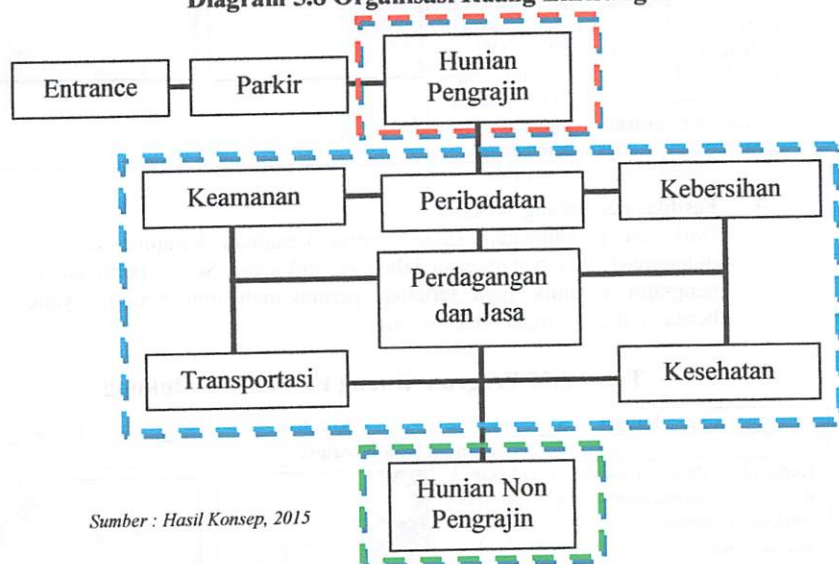 Hunian
Pengrajin
Entrance
Parkir
Keamanan
Peribadatan
Kebersihan
Perdagangan
dan Jasa
Transportasi
Kesehatan
Hunian Non
Pengrajin
Sumber : Hasil Konsep, 2015